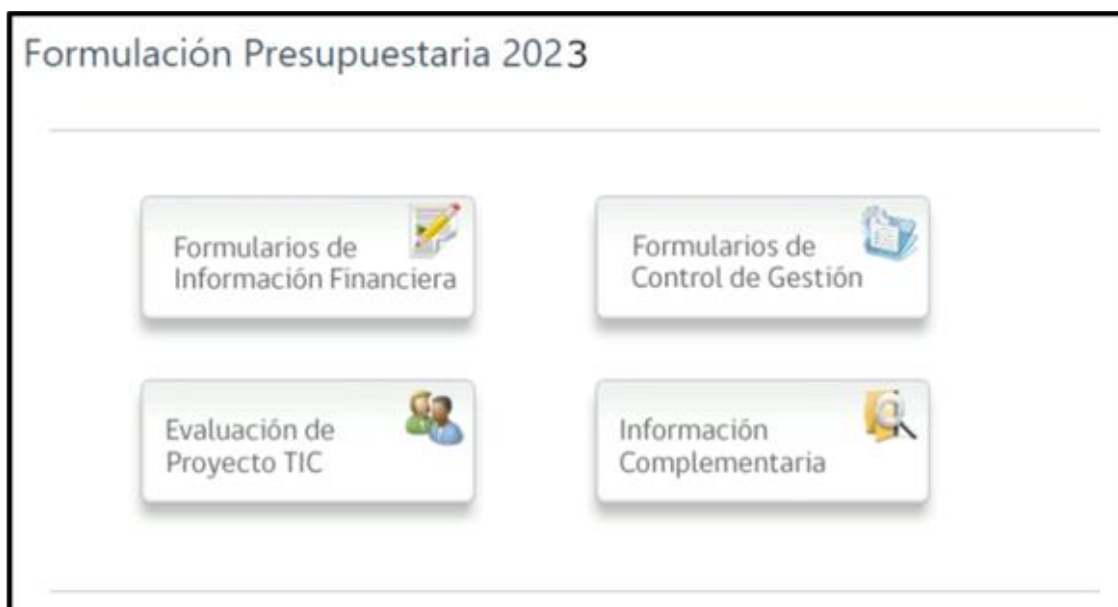 Formulación Presupuestaria 2023
Formularios de
Información Financiera
Formularios de
Control de Gestión
Evaluación de
Proyecto TIC
Información
Complementaria